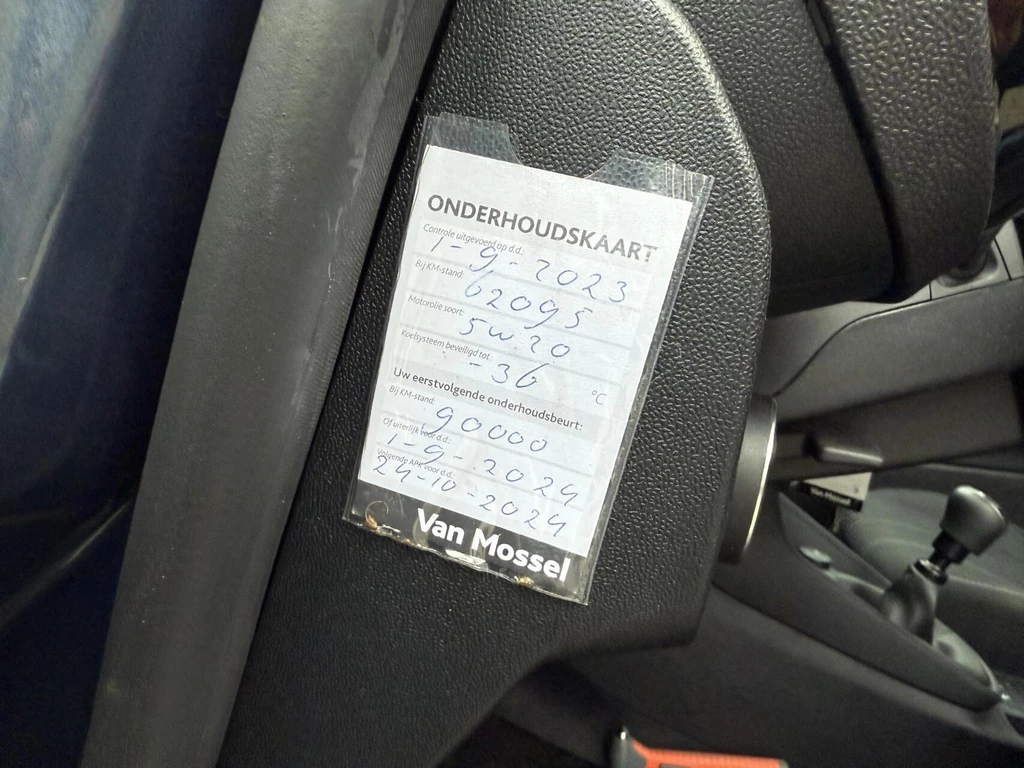 ONDERHOUDSKAART
Controle uitgevoerd op d.d.:
1-9-2023
Bij KM-stand:
62095
Motorolie soort:
5w20
Koelsysteem beveiligd tot:
-36 °C
Uw eerstvolgende onderhoudsbeurt:
Bij KM-stand:
90000
Of uiterlijk voor d.d.:
1-9-2024
Volgende APK voor d.d.:
24-10-2024
Van Mossel
Van Mossel